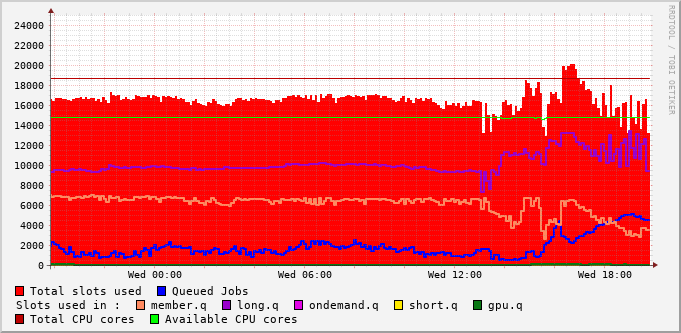 RRDTOOL / TOBI OETIKER
24000
22000
20000
18000
16000
14000
12000
10000
8000
6000
4000
2000
0
Wed 00:00 Wed 06:00 Wed 12:00 Wed 18:00
Total slots used Queued Jobs
Slots used in : member.q long.q ondemand.q short.q gpu.q
Total CPU cores Available CPU cores